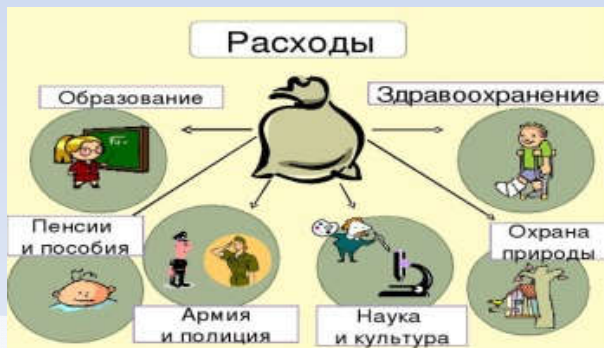 Расходы
Образование
Здравоохранение
Пенсии
и пособия
Армия
и полиция
Наука
и культура
Охрана
природы